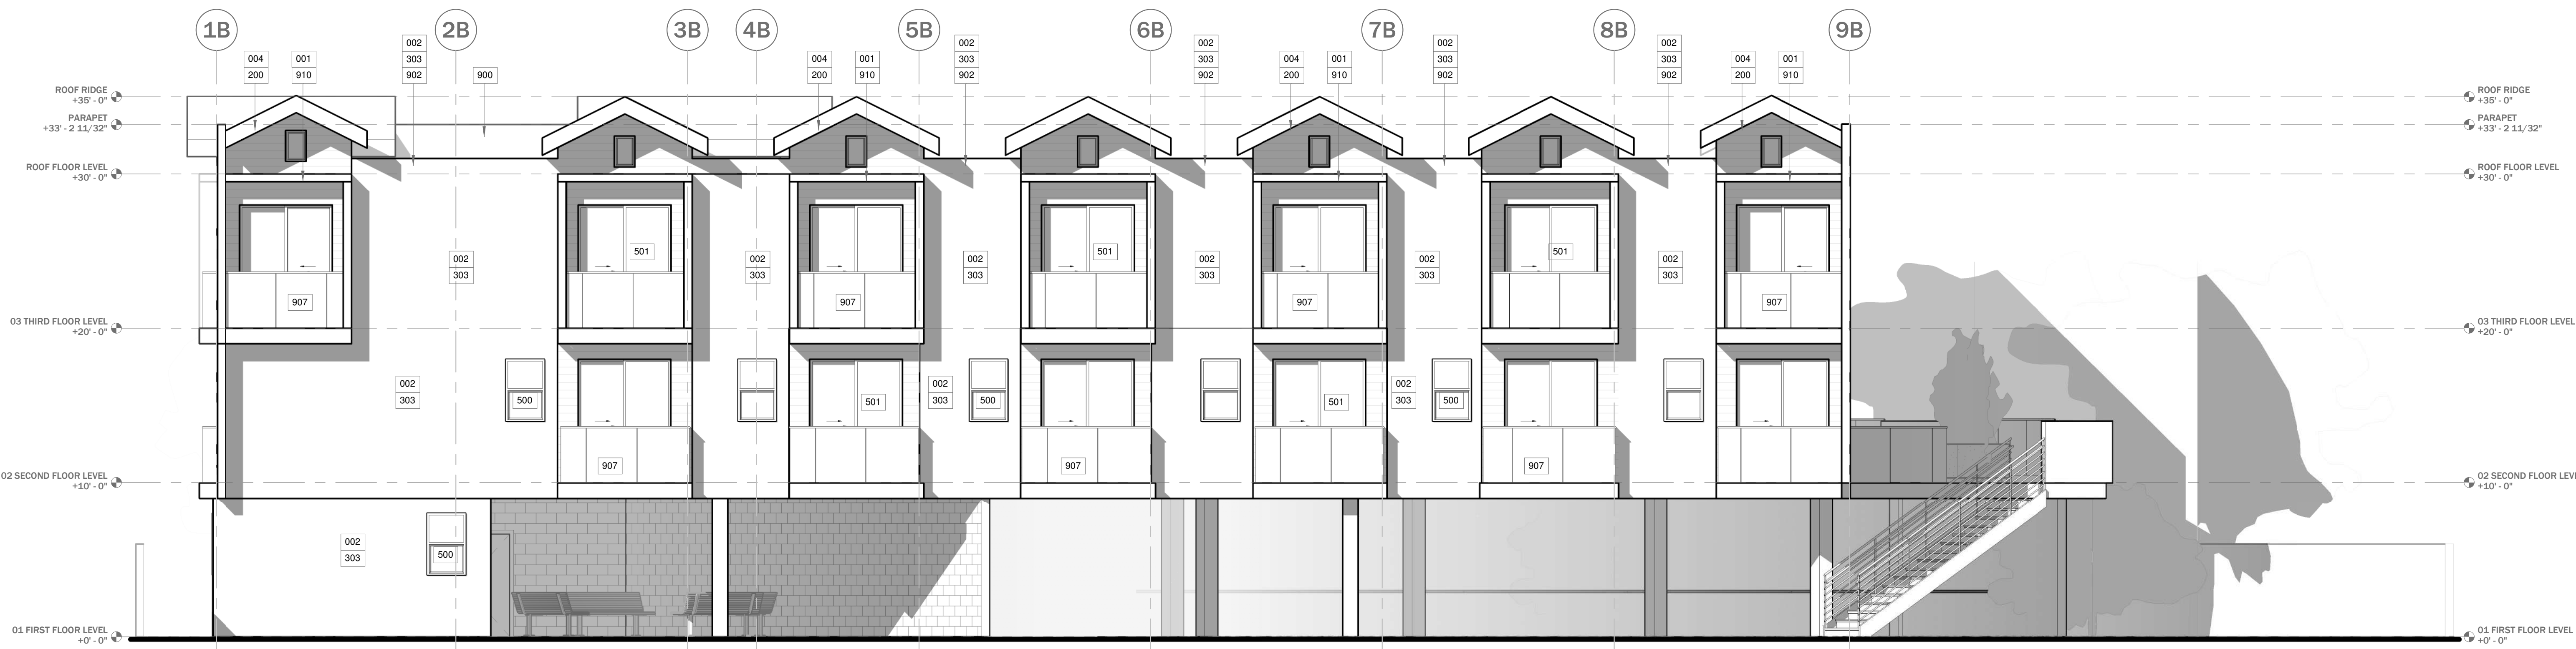 1B 2B 3B 4B 5B 6B 7B 8B 9B
002 002 002 002 002
004 001 303 004 001 303 303 004 001 303 303 004 001
200 910 902 900 200 910 902 902 200 910 902 902 200 910
ROOF RIDGE
+35' - 0"
ROOF RIDGE
+35' - 0"
PARAPET
+33' - 2 11/32"
PARAPET
+33' - 2 11/32"
ROOF FLOOR LEVEL
+30' - 0"
ROOF FLOOR LEVEL
+30' - 0"
501 501 501
002 002 002 002 002 002
303 303 303 303 303 303
907 907 907 907
03 THIRD FLOOR LEVEL
+20' - 0"
03 THIRD FLOOR LEVEL
+20' - 0"
002 002 002
303 500 501 303 500 501 303 500
907 907 907
02 SECOND FLOOR LEVEL
+10' - 0"
02 SECOND FLOOR LEV
+10' - 0"
002
303 500
01 FIRST FLOOR LEVEL
+0' - 0"
01 FIRST FLOOR LEVEL
+0' - 0"